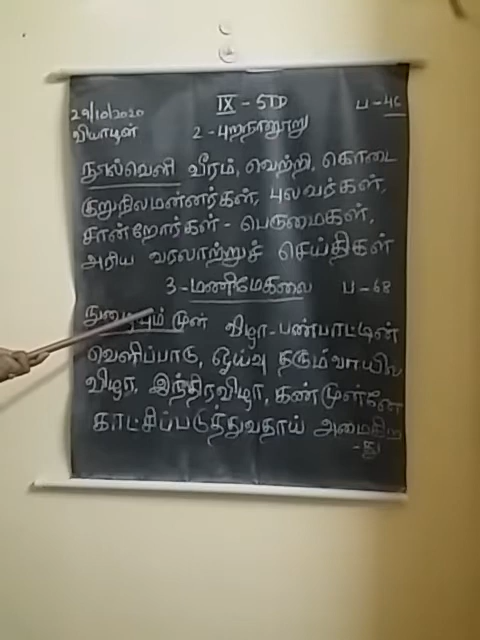 IX - STD
29/10/2020 ப - 46
வியாழன் 2 - புறநானூறு
நூல்வெளி வீரம், வெற்றி, கொடை
குறுநிலமன்னர்கள், புலவர்கள்,
சான்றோர்கள் - பெருமைகள்,
அரிய வரலாற்றுச் செய்திகள்
3 - மணிமேகலை ப - 68
நுழையும் முன் விழா - பண்பாட்டின்
வெளிப்பாடு, ஓய்வு தரும்வாயில்
விழா, இந்திரவிழா, கண்முன்னே
காட்சிப்படுத்துவதாய் அமைகிற
- து